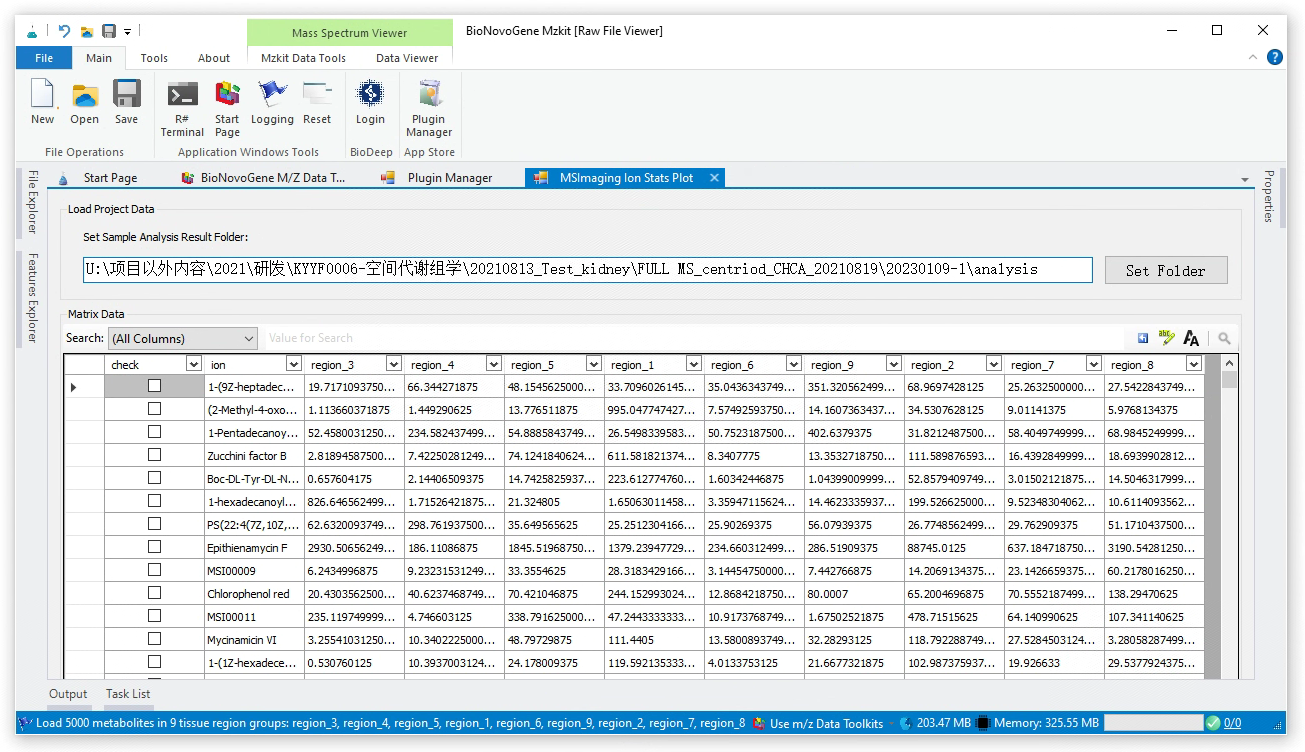 Mass Spectrum Viewer
BioNovoGene Mzkit [Raw File Viewer]
File Main Tools About Mzkit Data Tools Data Viewer
New Open Save R# Terminal Start Page Logging Reset Login Plugin Manager
File Operations Application Windows Tools BioDeep App Store
File Explorer
Features Explorer
Start Page BioNovoGene M/Z Data T... Plugin Manager MSImaging Ion Stats Plot
Properties
Load Project Data
Set Sample Analysis Result Folder:
U:\项目以外内容\2021\研发\KYYF0006-空间代谢组学\20210813_Test_kidney\FULL MS_centriod_CHCA_20210819\20230109-1\analysis Set Folder
Matrix Data
Search: (All Columns) Value for Search
check ion region_3 region_4 region_5 region_1 region_6 region_9 region_2 region_7 region_8
1-(9Z-heptadec... 19.7171093750... 66.344271875 48.1545625000... 33.7096026145... 35.0436343749... 351.320562499... 68.9697428125 25.2632500000... 27.5422843749...
(2-Methyl-4-oxo... 1.113660371875 1.449290625 13.776511875 995.047747427... 7.57492593750... 14.1607363437... 34.5307628125 9.01141375 5.9768134375
1-Pentadecanoy... 52.4580031250... 234.582437499... 54.8885843749... 26.5498339583... 50.7523187500... 402.6379375 31.8212487500... 58.4049749999... 68.9845249999...
Zucchini factor B 2.81894587500... 7.42250281249... 74.1241840624... 611.581821374... 8.3407775 13.3532718750... 111.589876593... 16.4392849999... 18.6939902812...
Boc-DL-Tyr-DL-N... 0.657604175 2.14406509375 14.7425825937... 223.612774760... 1.60342446875 1.04399009999... 52.8579409749... 3.01502121875... 14.5046317999...
1-hexadecanoyl... 826.646562499... 1.71526421875... 21.324805 1.65063011458... 3.35947115624... 14.4623335937... 199.526625000... 9.52348304062... 10.6114093562...
PS(22:4(7Z,10Z,... 62.6320093749... 298.761937500... 35.649565625 25.2512304166... 25.90269375 56.07939375 26.7748562499... 29.762909375 51.1710437500...
Epithienamycin F 2930.50656249... 186.11086875 1845.51968750... 1379.23947729... 234.660312499... 286.51909375 88745.0125 637.184718750... 3190.54281250...
MSI00009 6.2434996875 9.23231531249... 33.3554625 28.3183429166... 3.14454750000... 7.442766875 14.2069134375... 23.1426659375... 60.2178016250...
Chlorophenol red 20.4303562500... 40.6237468749... 70.421046875 244.152993024... 12.8684218750... 80.0007 65.2004696875 70.5552187499... 138.29470625
MSI00011 235.119749999... 4.746603125 338.791625000... 47.2443333333... 10.9173768749... 1.67502521875 478.71515625 64.140990625 107.341140625
Mycinamicin VI 3.25541031250... 10.3402225000... 48.79729875 111.4405 13.5800893749... 32.28293125 118.792288749... 27.5284503124... 3.28058287499...
1-(1Z-hexadece... 0.530760125 10.3937003124... 24.178009375 119.592135333... 4.0133753125 21.6677321875 102.987375937... 19.926633 29.5377924375...
Output Task List
Load 5000 metabolites in 9 tissue region groups: region_3, region_4, region_5, region_1, region_6, region_9, region_2, region_7, region_8 Use m/z Data Toolkits 203.47 MB Memory: 325.55 MB 0/0